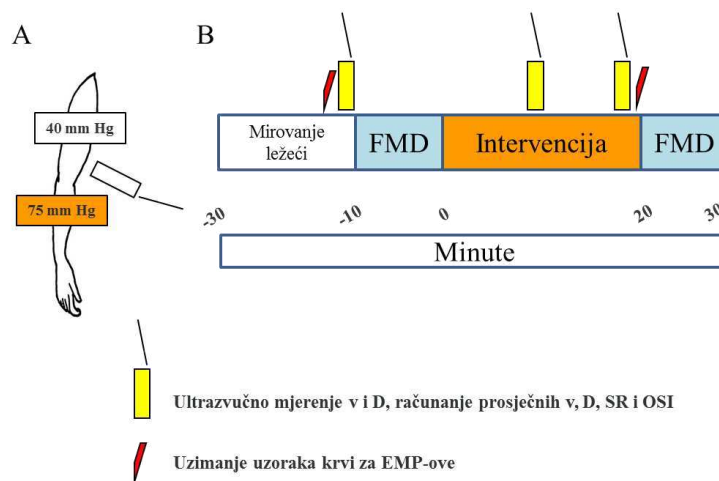 A
B
40 mm Hg
75 mm Hg
Mirovanje
ležeći
FMD
Intervencija
FMD
-30
-10
0
20
30
Minute
Ultrazvučno mjerenje v i D, računanje prosječnih v, D, SR i OSI
Uzimanje uzoraka krvi za EMP-ove